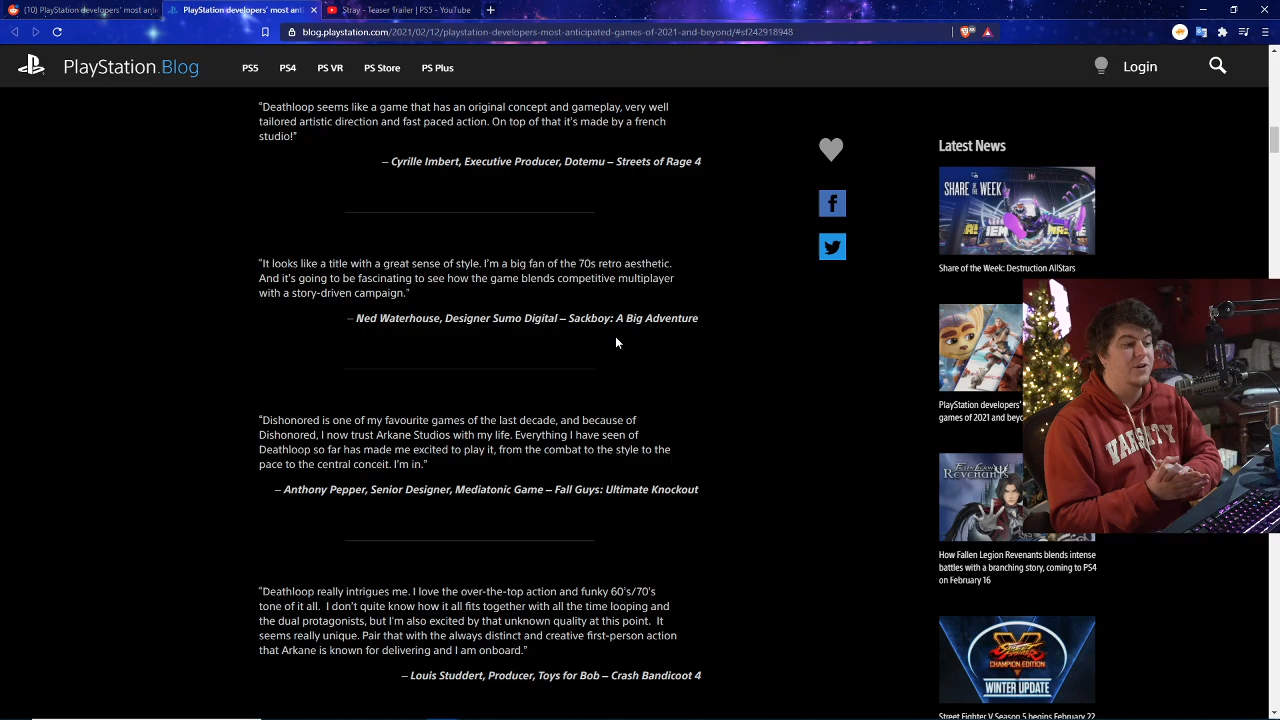 (10) PlayStation developers' most anti
PlayStation developers' most anti
Stray - Teaser Trailer | PS5 - YouTube
blog.playstation.com/2021/02/12/playstation-developers-most-anticipated-games-of-2021-and-beyond/#sf242918948
PlayStation.Blog
PS5
PS4
PS VR
PS Store
PS Plus
Login
“Deathloop seems like a game that has an original concept and gameplay, very well
tailored artistic direction and fast paced action. On top of that it’s made by a french
studio!”
– Cyrille Imbert, Executive Producer, Dotemu – Streets of Rage 4
“It looks like a title with a great sense of style. I’m a big fan of the 70s retro aesthetic.
And it’s going to be fascinating to see how the game blends competitive multiplayer
with a story-driven campaign.”
– Ned Waterhouse, Designer Sumo Digital – Sackboy: A Big Adventure
“Dishonored is one of my favourite games of the last decade, and because of
Dishonored, I now trust Arkane Studios with my life. Everything I have seen of
Deathloop so far has made me excited to play it, from the combat to the style to the
pace to the central conceit. I’m in.”
– Anthony Pepper, Senior Designer, Mediatonic Game – Fall Guys: Ultimate Knockout
“Deathloop really intrigues me. I love the over-the-top action and funky 60’s/70’s
tone of it all.  I don’t quite know how it all fits together with all the time looping and
the dual protagonists, but I’m also excited by that unknown quality at this point.  It
seems really unique. Pair that with the always distinct and creative first-person action
that Arkane is known for delivering and I am onboard.”
– Louis Studdert, Producer, Toys for Bob – Crash Bandicoot 4
Latest News
SHARE OF
THE WEEK
Share of the Week: Destruction AllStars
PlayStation developers’
games of 2021 and bey
VARSITY
FALLEN LEGION
REVENANTS
How Fallen Legion Revenants blends intense
battles with a branching story, coming to PS4
on February 16
STREET FIGHTER V
CHAMPION EDITION
WINTER UPDATE
Street Fighter V Season 5 begins February 22